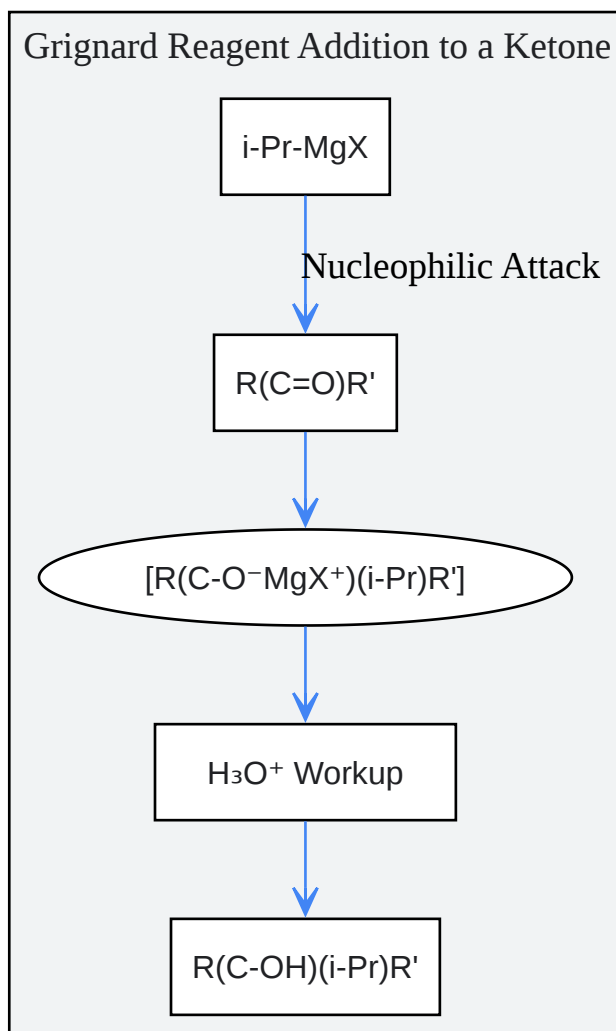 Grignard Reagent Addition to a Ketone
i-Pr-MgX
Nucleophilic Attack
R(C=O)R'
[R(C-O⁻MgX⁺)(i-Pr)R']
H₃O⁺ Workup
R(C-OH)(i-Pr)R'